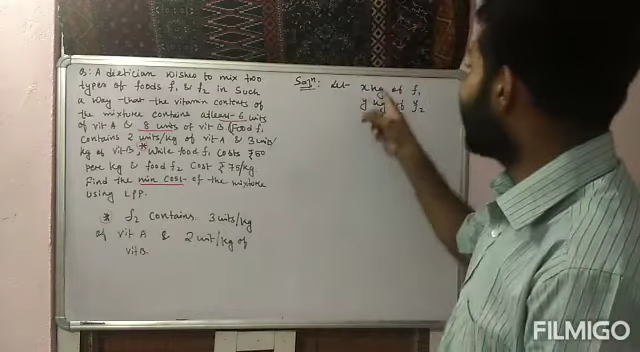 Q: A dietician wishes to mix two
types of foods f1 & f2 in such
a way that the vitamin contents of
the mixture contains atleast 6 units
of vit A & 8 units of vit B. Food f1
contains 2 units/kg of vit A & 3 unit/
kg of vit B. * While food f1 costs ₹50
per kg & food f2 cost ₹75/kg
Find the min cost of the mixture
using LPP.
* f2 contains 3 units/kg
of vit A & 2 unit/kg of
vit B
Sol^n: Let x kg of f1
y kg of f2
FILMIGO